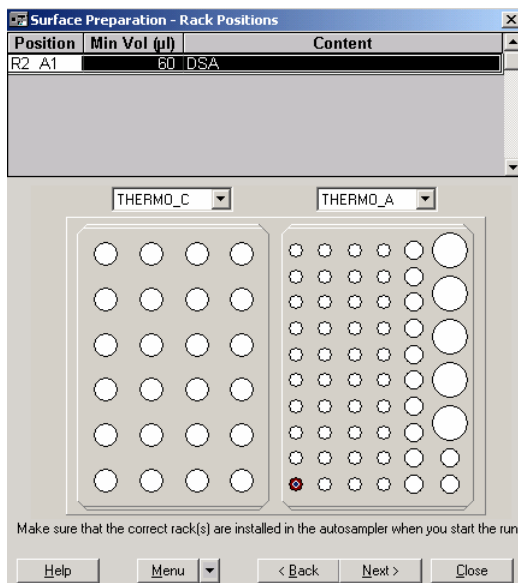 Surface Preparation - Rack Positions
Position Min Vol (µl) Content
R2 A1 60 DSA
THERMO_C THERMO_A
Make sure that the correct rack(s) are installed in the autosampler when you start the run
Help Menu < Back Next > Close